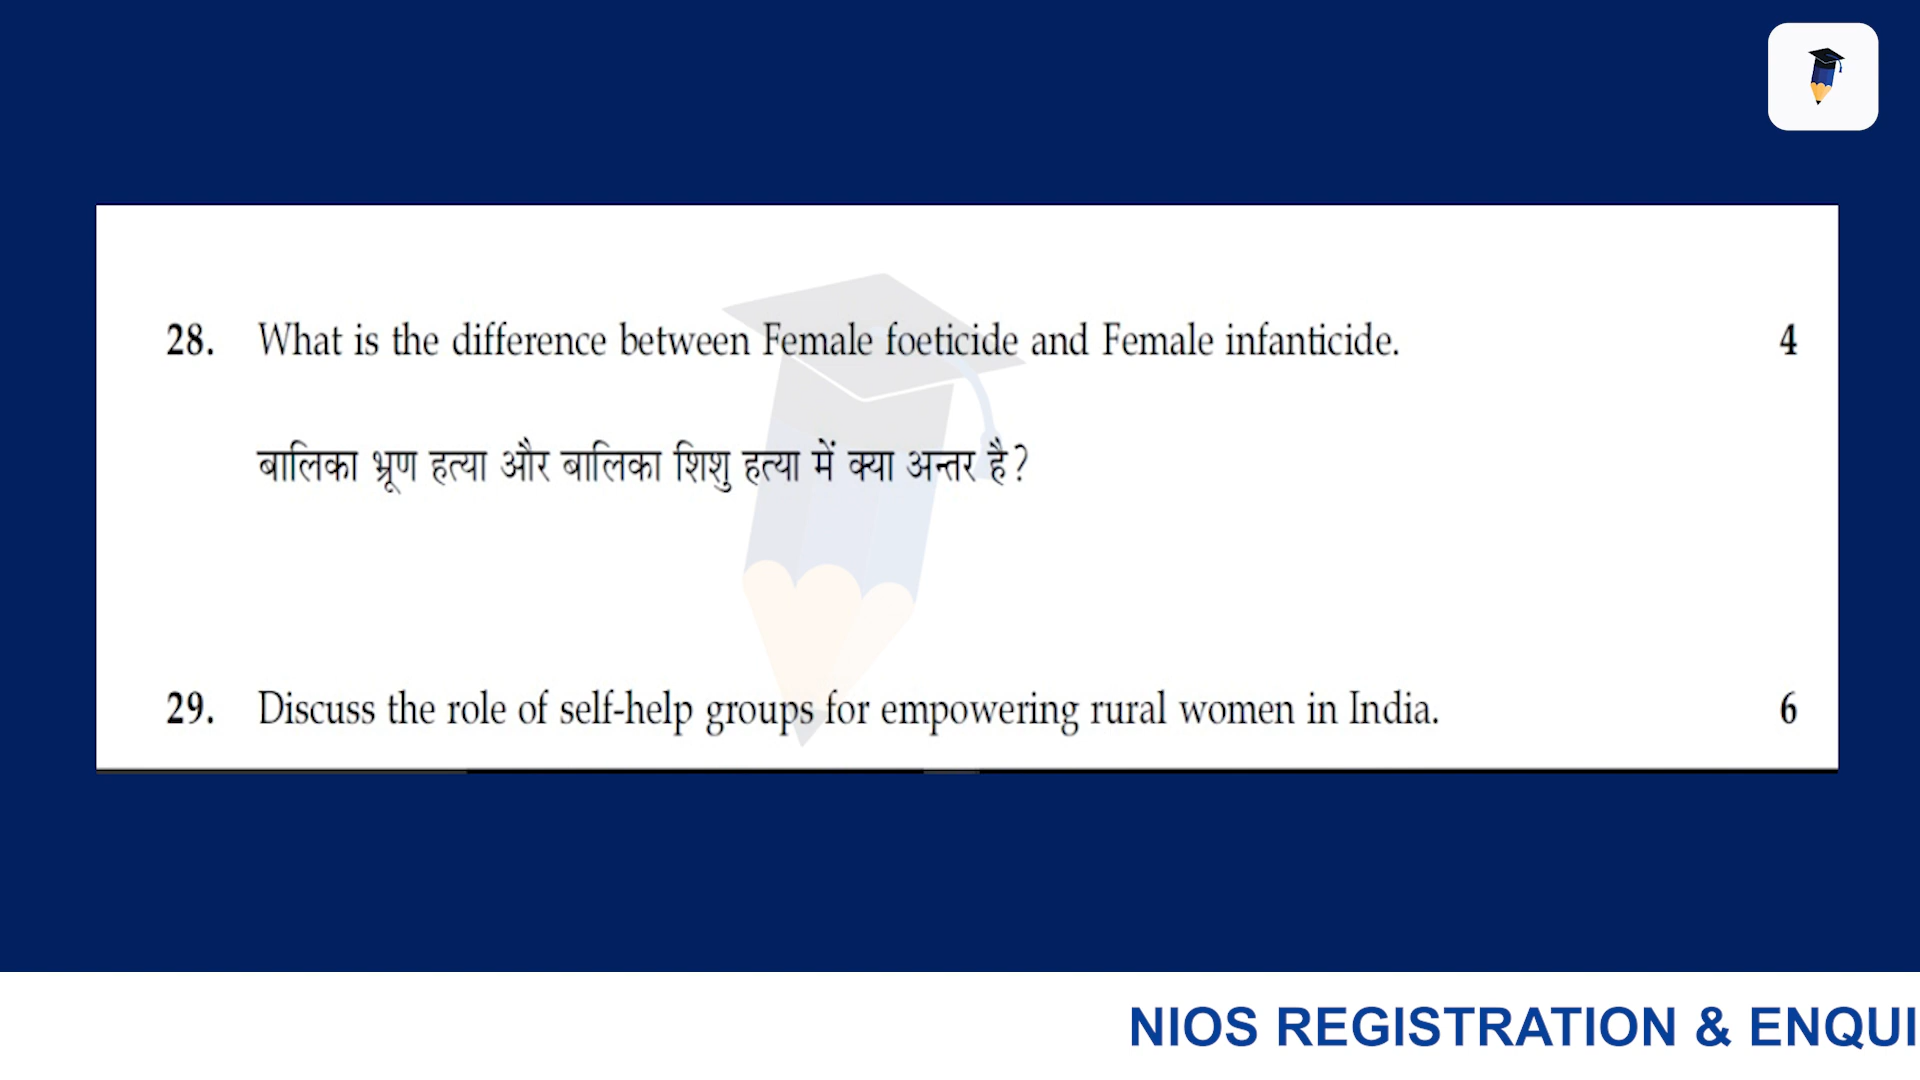 28. What is the difference between Female foeticide and Female infanticide. 4
बालिका भ्रूण हत्या और बालिका शिशु हत्या में क्या अन्तर है?
29. Discuss the role of self-help groups for empowering rural women in India. 6
NIOS REGISTRATION & ENQUI